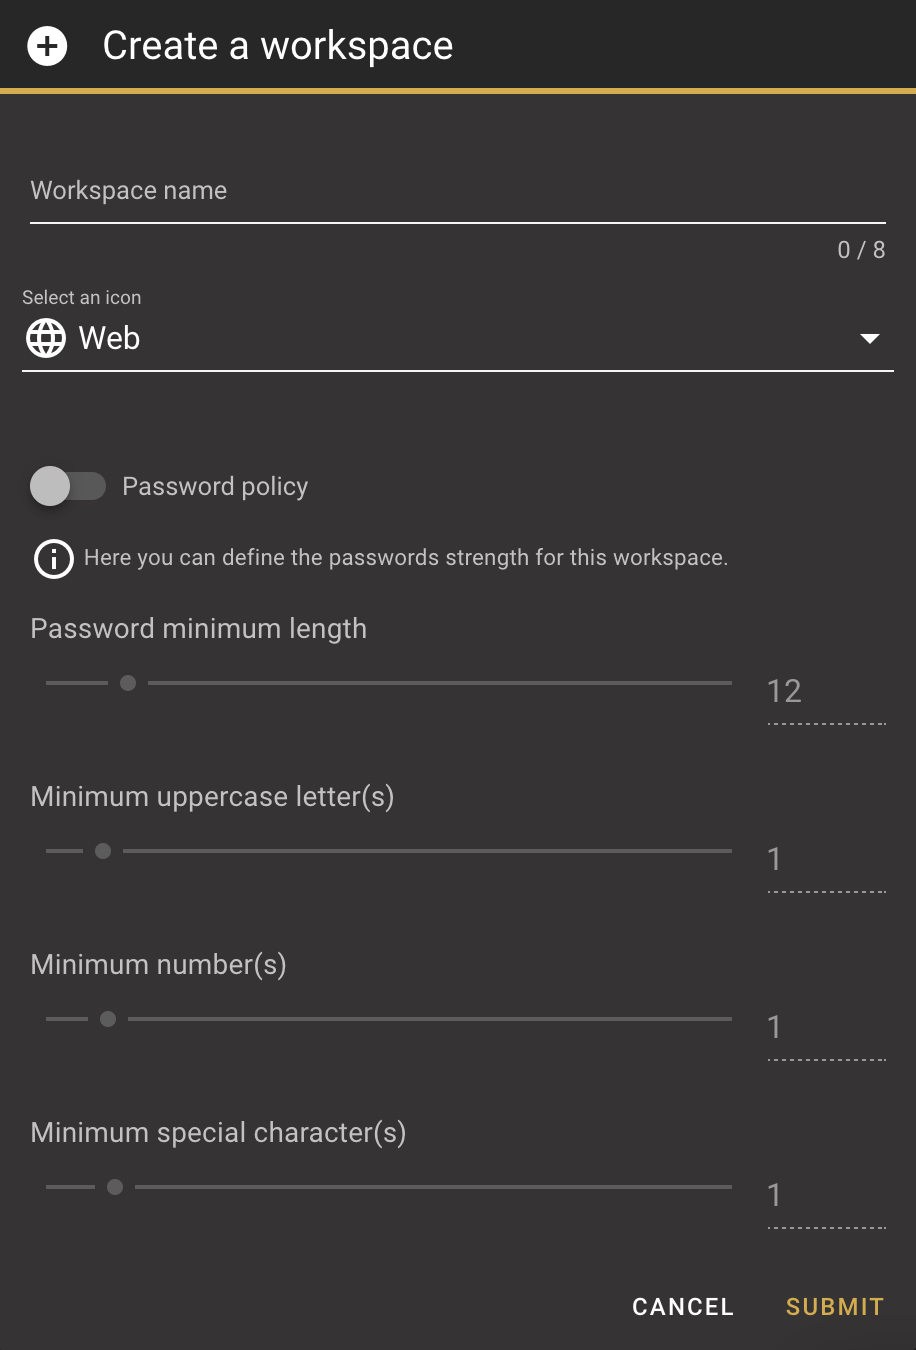 Create a workspace
Workspace name
0 / 8
Select an icon
Web
Password policy
Here you can define the passwords strength for this workspace.
Password minimum length
12
Minimum uppercase letter(s)
1
Minimum number(s)
1
Minimum special character(s)
1
CANCEL SUBMIT